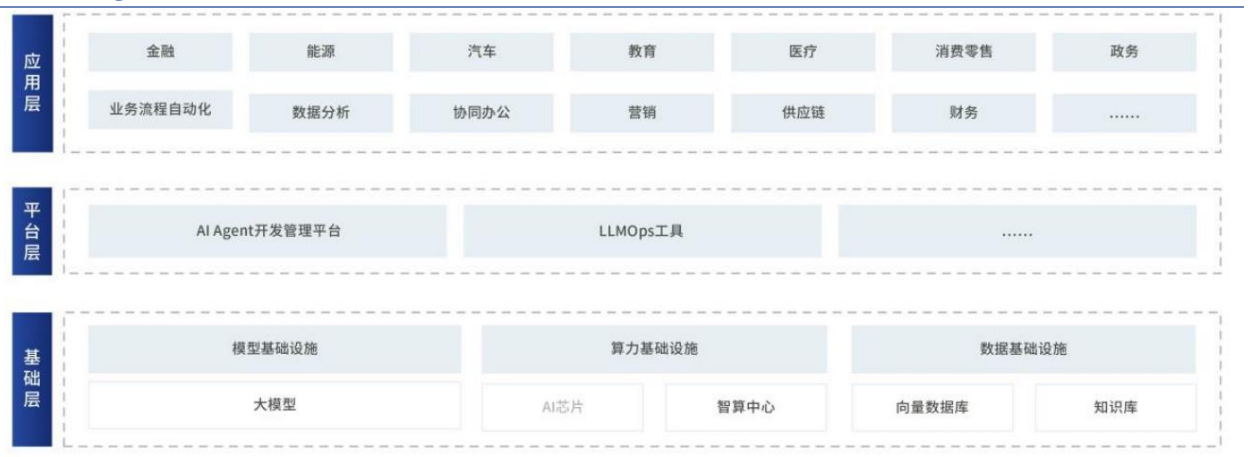 应用层
金融
能源
汽车
教育
医疗
消费零售
政务
业务流程自动化
数据分析
协同办公
营销
供应链
财务
……
平台层
AI Agent开发管理平台
LLMOps工具
……
基础层
模型基础设施
算力基础设施
数据基础设施
大模型
AI芯片
智算中心
向量数据库
知识库